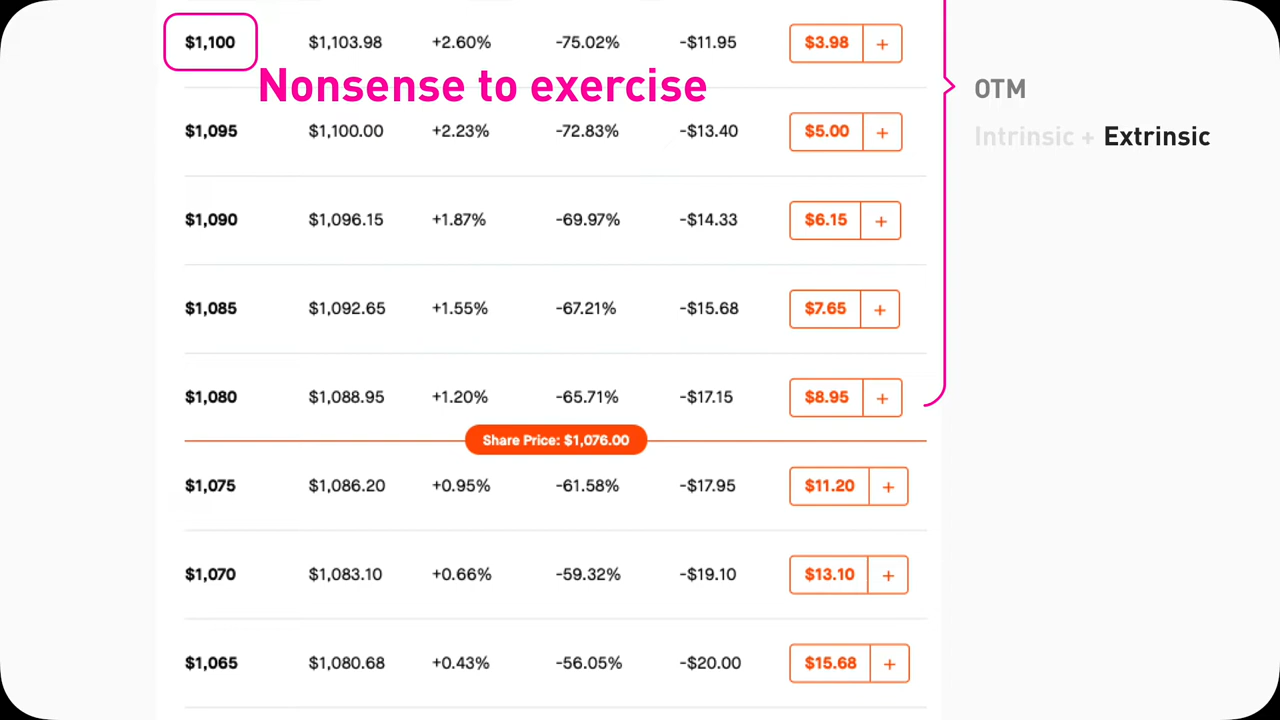 $1,100 $1,103.98 +2.60% -75.02% -$11.95 $3.98 +
Nonsense to exercise
OTM
$1,095 $1,100.00 +2.23% -72.83% -$13.40 $5.00 +
Intrinsic + Extrinsic
$1,090 $1,096.15 +1.87% -69.97% -$14.33 $6.15 +
$1,085 $1,092.65 +1.55% -67.21% -$15.68 $7.65 +
$1,080 $1,088.95 +1.20% -65.71% -$17.15 $8.95 +
Share Price: $1,076.00
$1,075 $1,086.20 +0.95% -61.58% -$17.95 $11.20 +
$1,070 $1,083.10 +0.66% -59.32% -$19.10 $13.10 +
$1,065 $1,080.68 +0.43% -56.05% -$20.00 $15.68 +